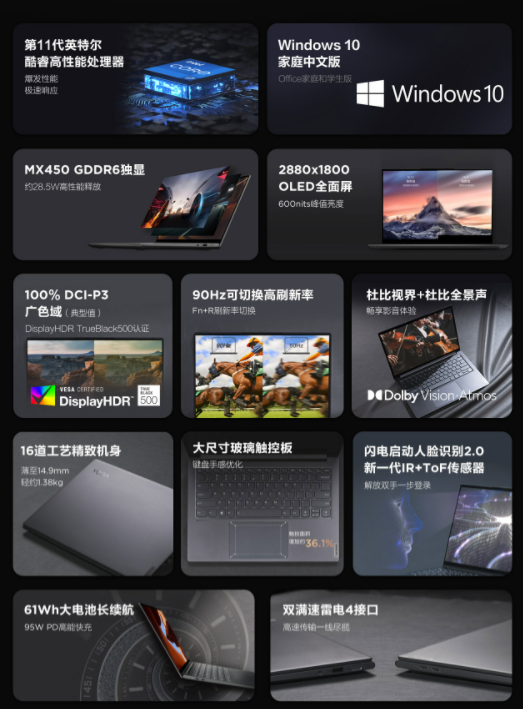 第11代英特尔
酷睿高性能处理器
爆发性能
极速响应
intel
CORE
Windows 10
家庭中文版
Office家庭和学生版
Windows 10
MX450 GDDR6独显
约28.5W高性能释放
2880x1800
OLED全面屏
600nits峰值亮度
100% DCI-P3
广色域（典型值）
DisplayHDR TrueBlack500认证
VESA CERTIFIED
DisplayHDR™
TRUE
BLACK
500
90Hz可切换高刷新率
Fn+R刷新率切换
90Hz
60Hz
杜比视界+杜比全景声
畅享影音体验
Dolby Vision·Atmos
16道工艺精致机身
薄至14.9mm
轻约1.38kg
大尺寸玻璃触控板
键盘手感优化
触控面积
增加约36.1%
闪电启动人脸识别2.0
新一代IR+ToF传感器
解放双手一步登录
61Wh大电池长续航
95W PD高能快充
双满速雷电4接口
高速传输一线尽揽